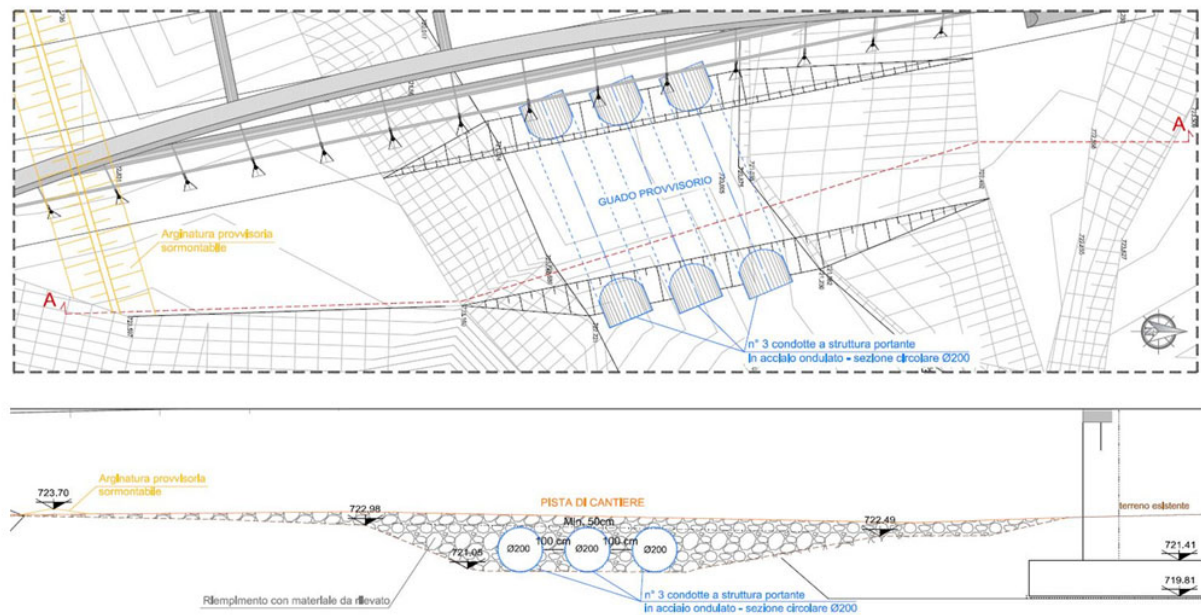 A
A
GUADO PROVVISORIO
Arginatura provvisoria
sormontabile
n° 3 condotte a struttura portante
in acciaio ondulato - sezione circolare Ø200
Arginatura provvisoria
sormontabile
723.70
722.98
PISTA DI CANTIERE
Min. 50cm
722.49
terreno esistente
100 cm
100 cm
Ø200
Ø200
Ø200
721.05
721.41
719.81
Riempimento con materiale da rilevato
n° 3 condotte a struttura portante
in acciaio ondulato - sezione circolare Ø200